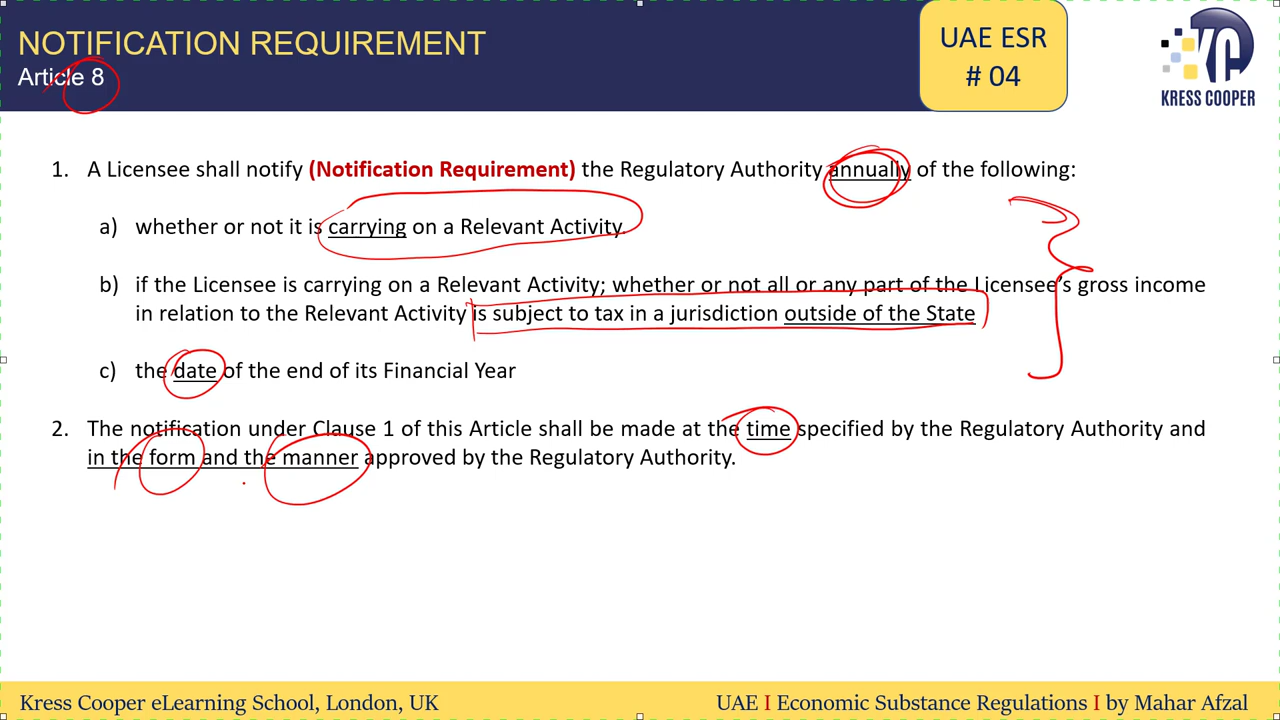 NOTIFICATION REQUIREMENT
Article 8
UAE ESR
# 04
KC
KRESS COOPER
1. A Licensee shall notify (Notification Requirement) the Regulatory Authority annually of the following:
a) whether or not it is carrying on a Relevant Activity.
b) if the Licensee is carrying on a Relevant Activity; whether or not all or any part of the Licensee's gross income
in relation to the Relevant Activity is subject to tax in a jurisdiction outside of the State
c) the date of the end of its Financial Year
2. The notification under Clause 1 of this Article shall be made at the time specified by the Regulatory Authority and
in the form and the manner approved by the Regulatory Authority.
Kress Cooper eLearning School, London, UK
UAE I Economic Substance Regulations I by Mahar Afzal